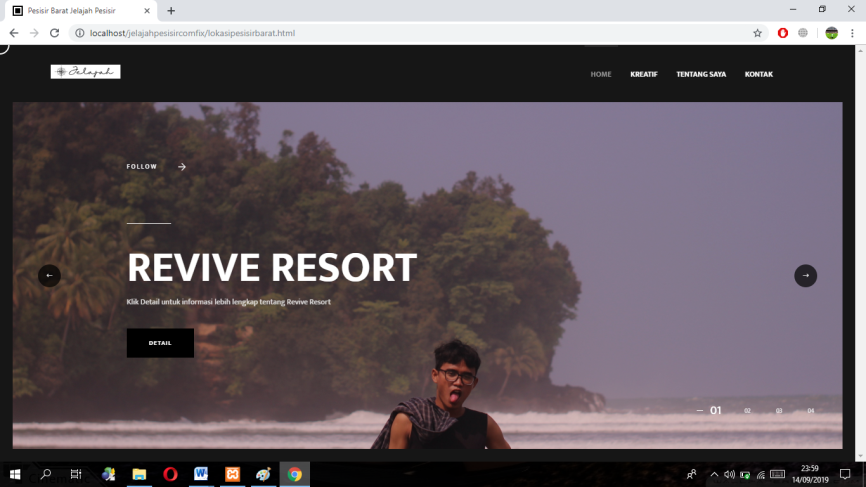 Pesisir Barat Jelajah Pesisir
localhost/jelajahpesisircomfix/lokasipesisirbarat.html
Jelajah
HOME KREATIF TENTANG SAYA KONTAK
FOLLOW
REVIVE RESORT
Klik Detail untuk informasi lebih lengkap tentang Revive Resort
DETAIL
01 02 03 04
23:59
14/09/2019